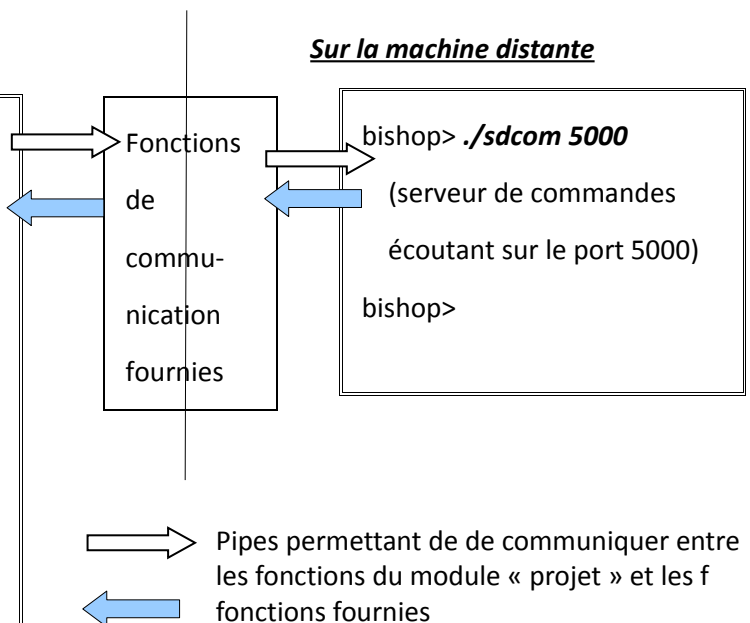 Sur la machine distante
Fonctions
de
commu-
nication
fournies
bishop> ./sdcom 5000
(serveur de commandes
écoutant sur le port 5000)
bishop>
Pipes permettant de de communiquer entre
les fonctions du module « projet » et les f
fonctions fournies